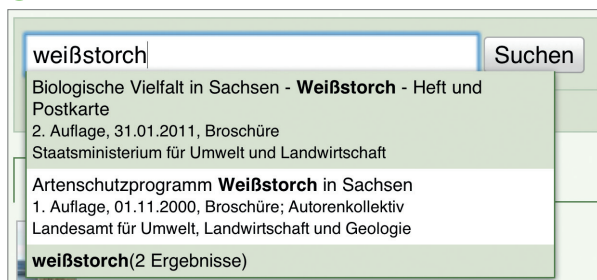 weißstorch
Suchen
Biologische Vielfalt in Sachsen - Weißstorch - Heft und
Postkarte
2. Auflage, 31.01.2011, Broschüre
Staatsministerium für Umwelt und Landwirtschaft
Artenschutzprogramm Weißstorch in Sachsen
1. Auflage, 01.11.2000, Broschüre; Autorenkollektiv
Landesamt für Umwelt, Landwirtschaft und Geologie
weißstorch(2 Ergebnisse)